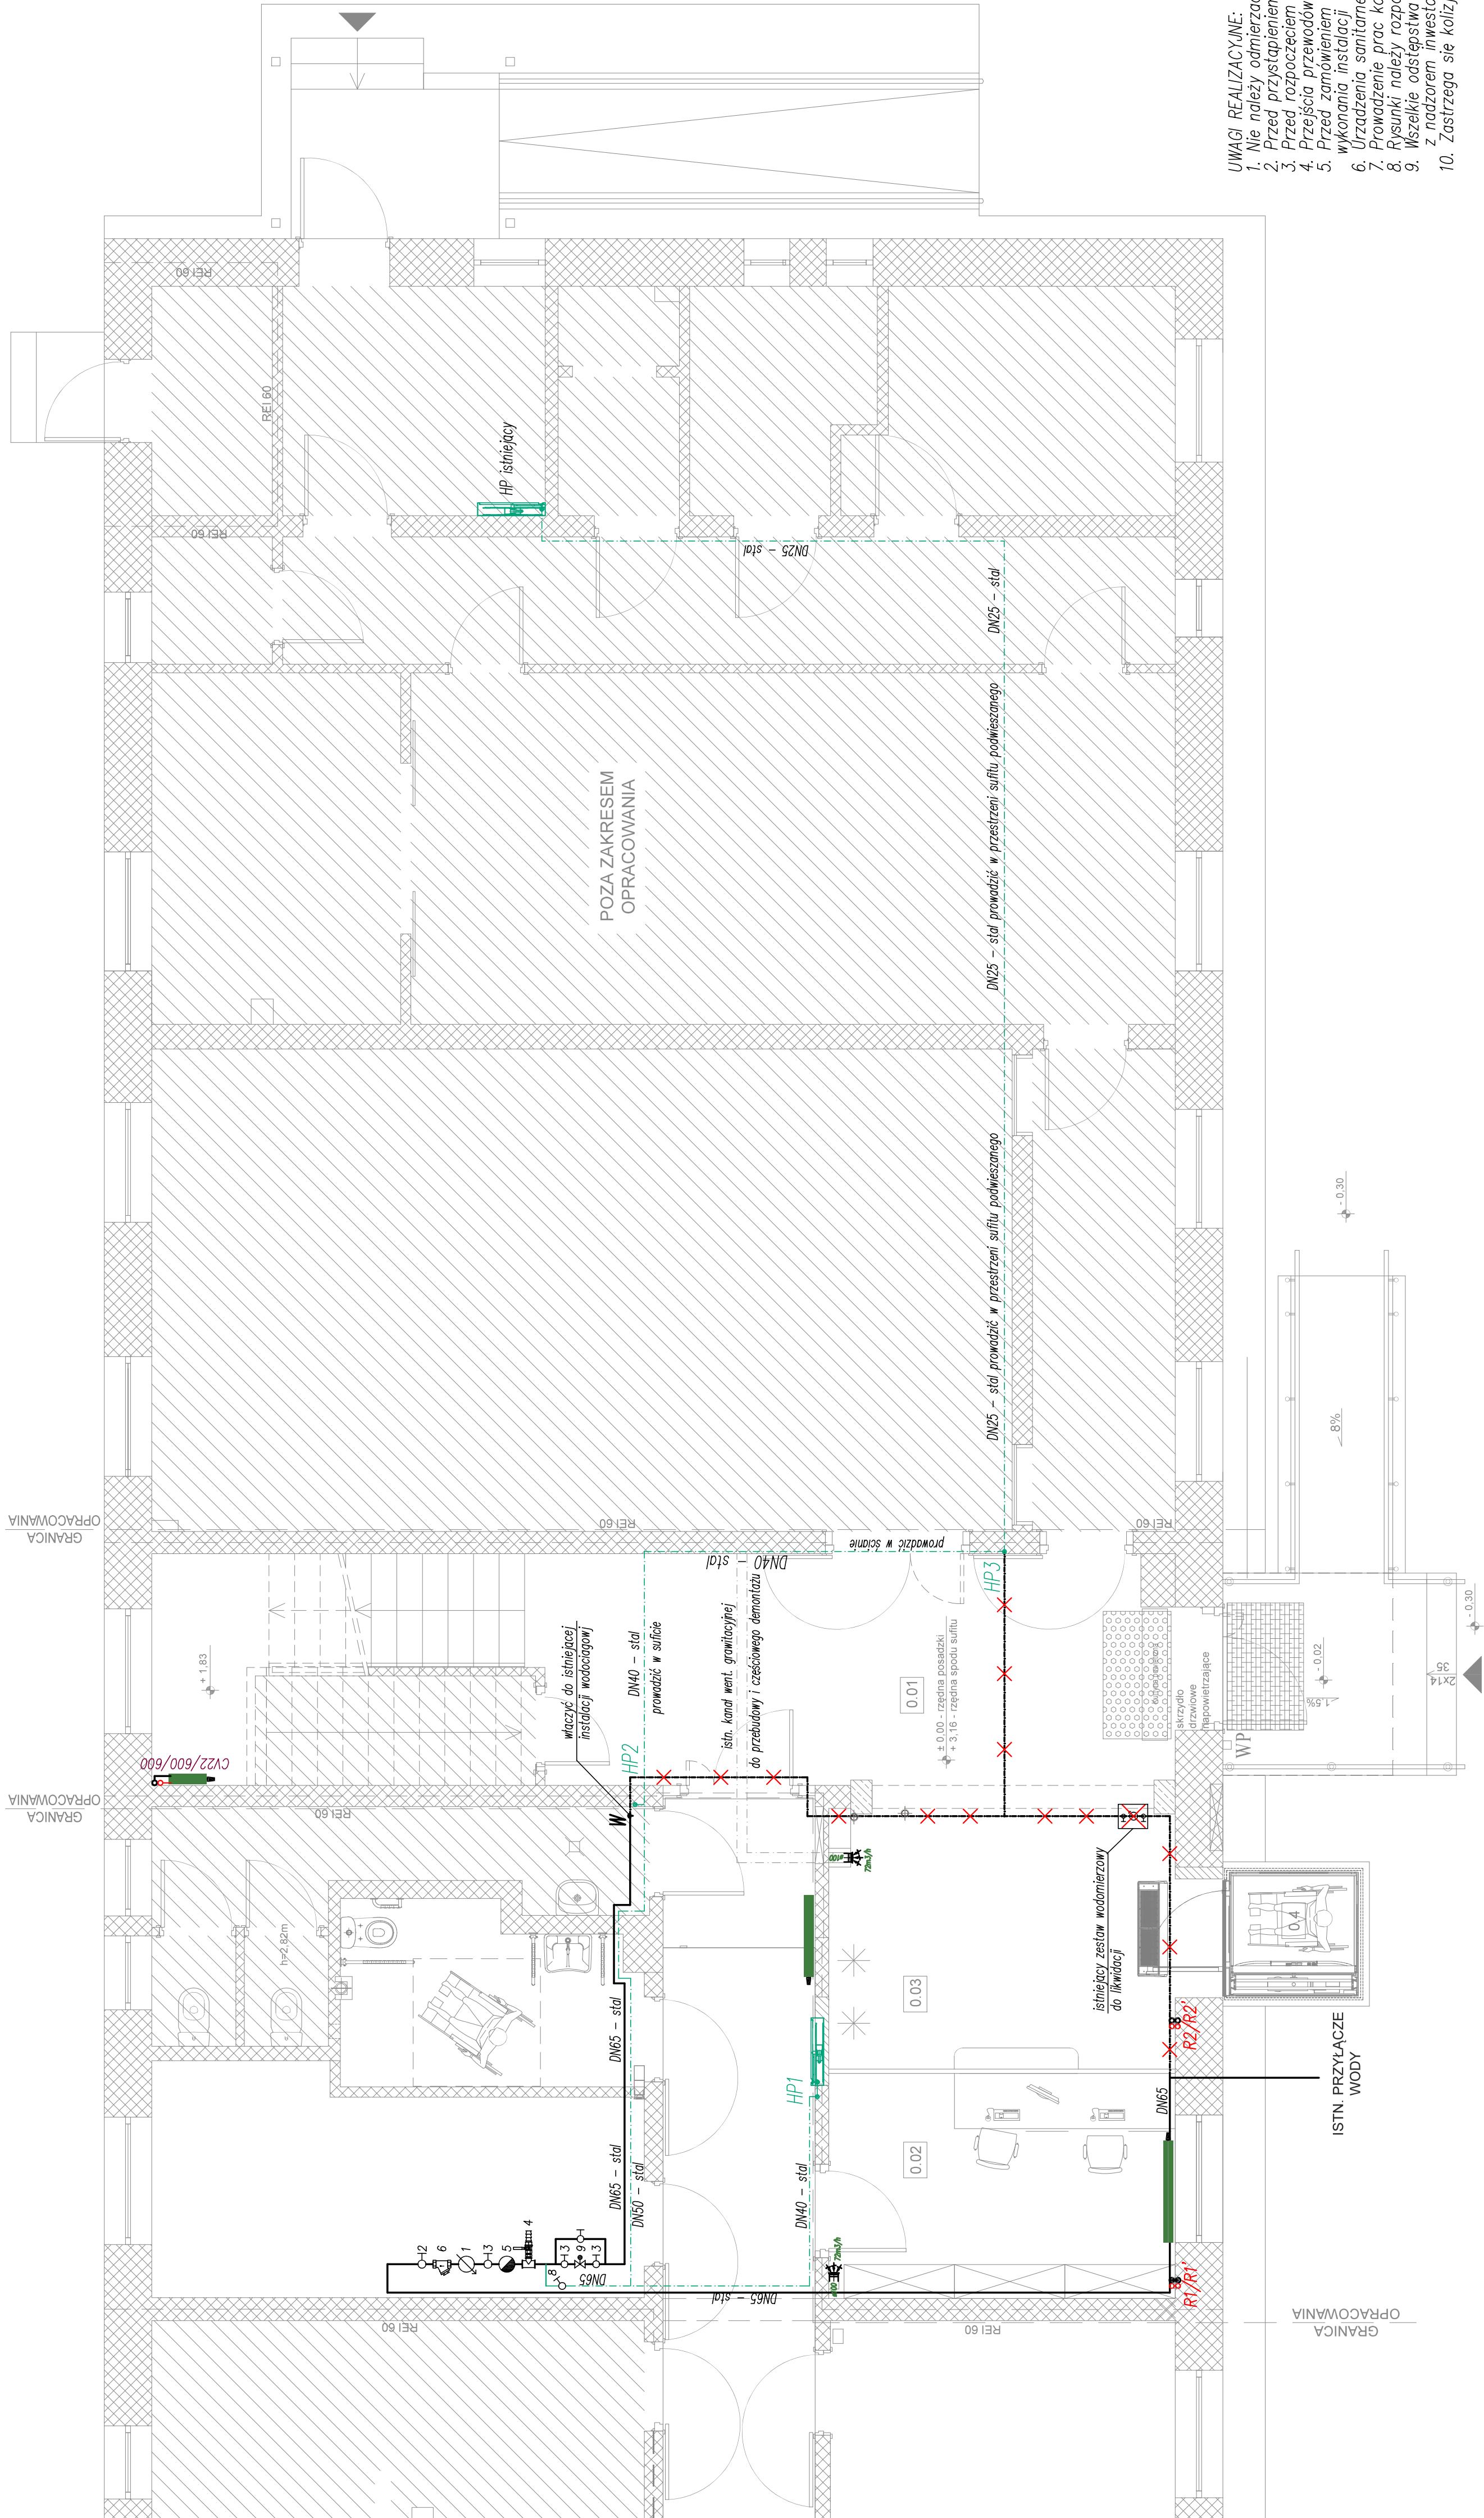 UWAGI REALIZACYJNE:
1. Nie należy odmierzać
2. Przed przystąpieniem
3. Przed rozpoczęciem
4. Przejścia przewodów
5. Przed zamówieniem
wykonania instalacji
6. Urządzenia sanitarne
7. Prowadzenie prac
8. Rysunki należy
9. Wszelkie odstępstwa
z nadzorem
10. Zastrzega się
REI 60
REI 60
REI 60
HP istniejący
DN25 - stal
DN25 - stal
POZA ZAKRESEM
OPRACOWANIA
DN25 - stal prowadzić w przestrzeni sufitu podwieszanego
DN25 - stal prowadzić w przestrzeni sufitu podwieszanego
- 0,30
8%
GRANICA
OPRACOWANIA
REI 60
REI 60
prowadzić w ścianie
DN40 - stal
HP3
+ 1,83
włączyć do istniejącej
instalacji wodociągowj
DN40 - stal
prowadzić w suficie
istn. kanał went. grawitacyjnej
do przebudowy i częściowego demontażu
0.01
± 0,00 - rzędna posadzki
+ 3,16 - rzędna spodu sufitu
skrzydło
drzwiowe
napowietrzające
WP
- 0,02
1.5%
2X14
35
- 0,30
CV22/600/600
GRANICA
OPRACOWANIA
REI 60
HP2
W
ø100
72m3/h
h=2,82m
istniejący zestaw wodomierzowy
do likwidacji
0.4
0.03
DN65 - stal
HP1
R2/R2'
ISTN. PRZYŁĄCZE
WODY
DN65
0.02
DN65 - stal
DN50 - stal
DN40 - stal
2
6
1
3
5
4
3
9
3
8
DN65
DN65 - stal
ø100
72m3/h
R1/R1'
REI 60
REI 60
GRANICA
OPRACOWANIA